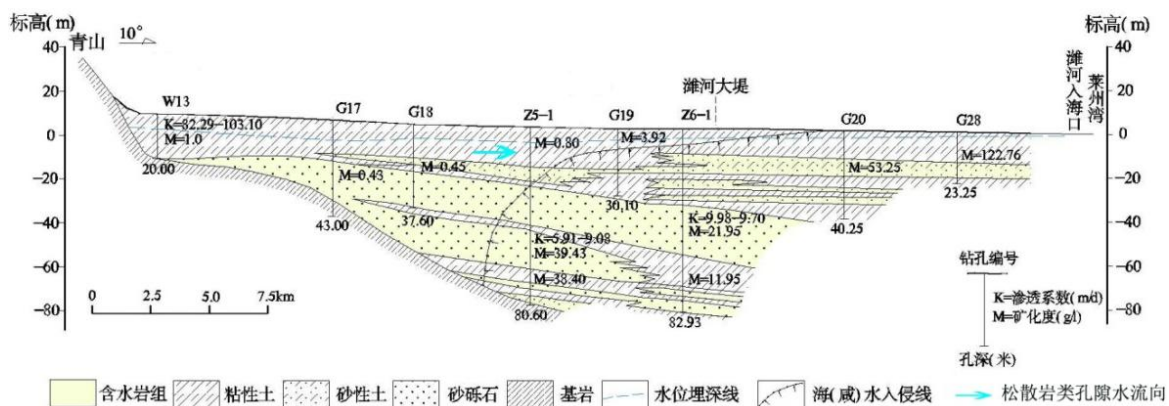 标高(m)
标高(m)
青山 10°
40
20
0
-20
-40
-60
-80
W13
K=82.29-103.10
M=1.0
20.00
G17
M=0.43
43.00
G18
M=0.45
37.60
Z5-1
M=0.80
K=5.91-9.08
M=39.43
M=38.40
80.60
G19
M=3.92
30.10
潍河大堤
Z6-1
K=9.98-9.70
M=21.95
M=11.95
82.93
G20
M=53.25
40.25
G28
M=122.76
23.25
潍河入海口
莱州湾
40
20
0
-20
-40
-60
-80
0 2.5 5.0 7.5km
钻孔编号
K=渗透系数(m/d)
M=矿化度(g/l)
孔深(米)
含水岩组 粘性土 砂性土 砂砾石 基岩 水位埋深线 海(咸)水入侵线 松散岩类孔隙水流向